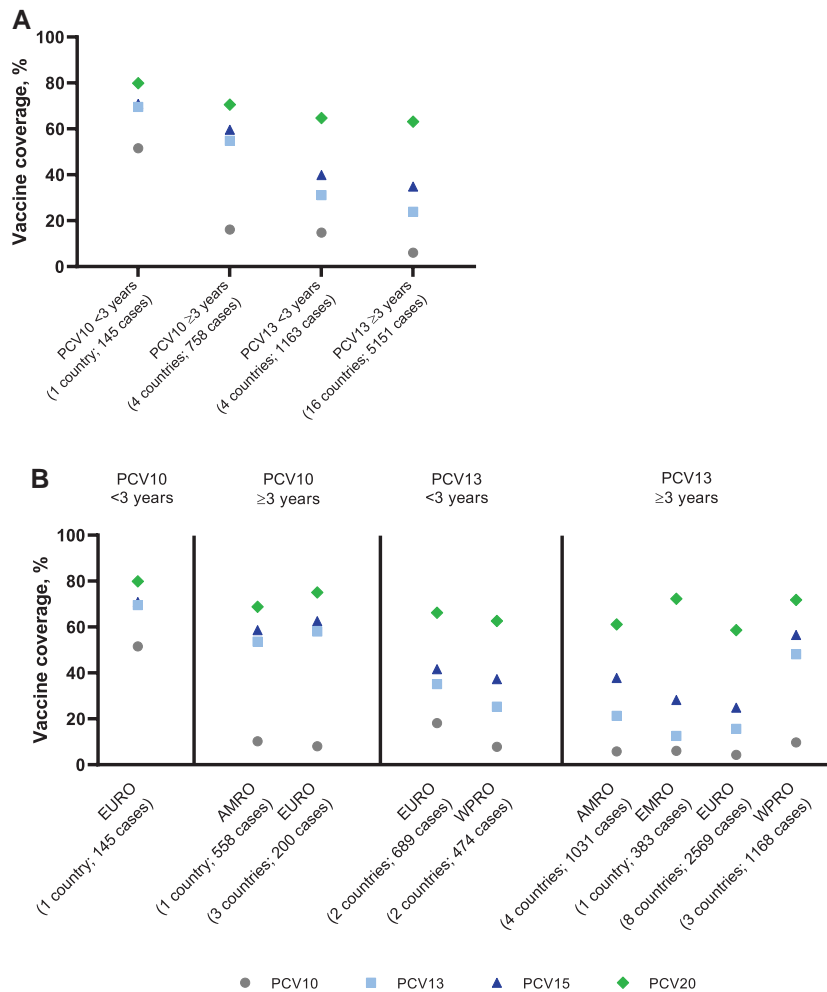 A
Vaccine coverage, %
100
80
60
40
20
0
PCV10 <3 years
(1 country; 145 cases)
PCV10 ≥3 years
(4 countries; 758 cases)
PCV13 <3 years
(4 countries; 1163 cases)
PCV13 ≥3 years
(16 countries; 5151 cases)
B
PCV10
<3 years
PCV10
≥3 years
PCV13
<3 years
PCV13
≥3 years
Vaccine coverage, %
100
80
60
40
20
0
EURO
(1 country; 145 cases)
AMRO
(1 country; 558 cases)
EURO
(3 countries; 200 cases)
EURO
(2 countries; 689 cases)
WPRO
(2 countries; 474 cases)
AMRO
(4 countries; 1031 cases)
EMRO
(1 country; 383 cases)
EURO
(8 countries; 2569 cases)
WPRO
(3 countries; 1168 cases)
PCV10
PCV13
PCV15
PCV20